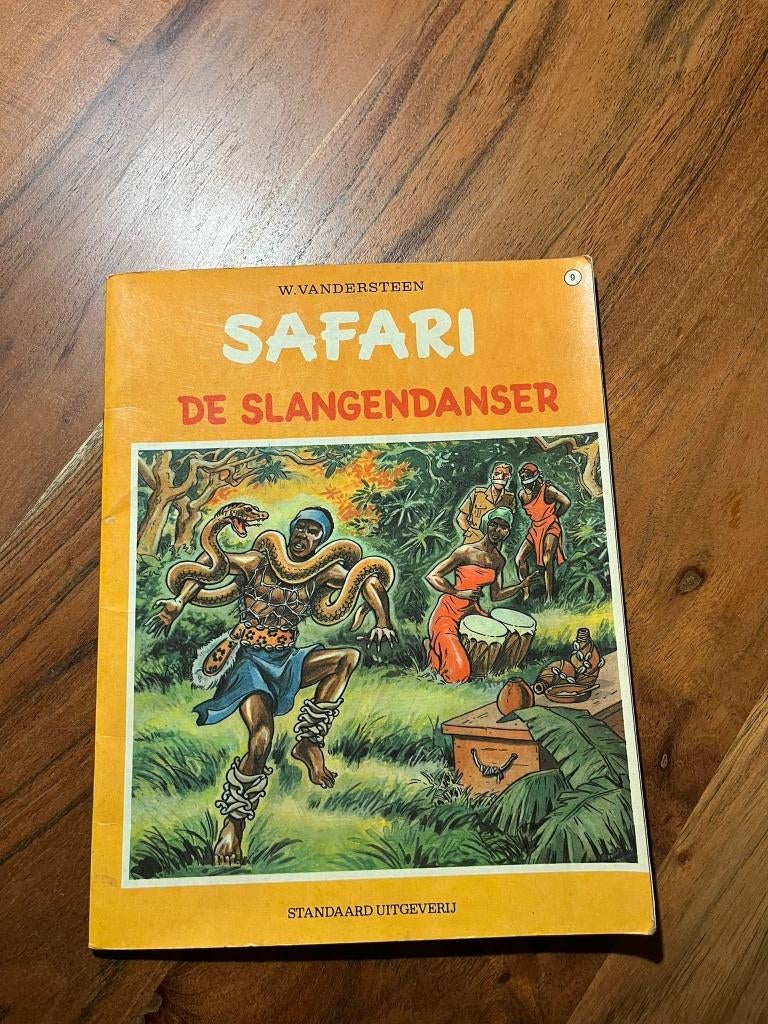 W.VANDERSTEEN
9
SAFARI
DE SLANGENDANSER
STANDAARD UITGEVERIJ